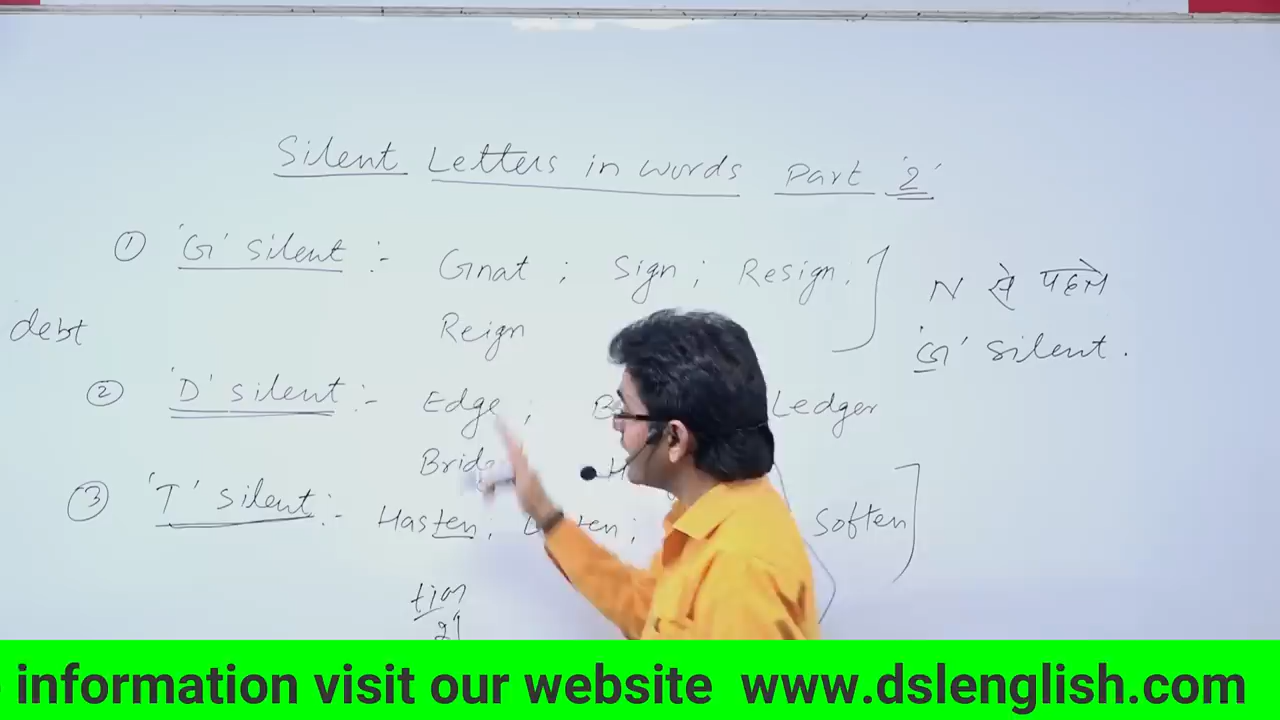 Silent Letters in words Part '2'
① 'G' silent :- Gnat ; Sign ; Resign.
Reign
N से पहले
'G' silent.
debt
② 'D' silent :- Edge ; Ledger
③ 'T' silent :- Hasten ; Soften
tion
information visit our website www.dslenglish.com